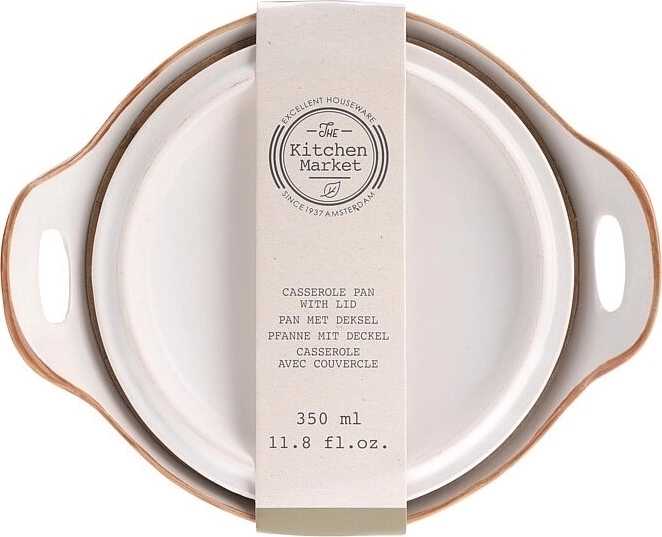 EXCELLENT HOUSEWARE
THE
Kitchen
Market
SINCE 1937 AMSTERDAM
CASSEROLE PAN
WITH LID
PAN MET DEKSEL
PFANNE MIT DECKEL
CASSEROLE
AVEC COUVERCLE
350 ml
11.8 fl.oz.